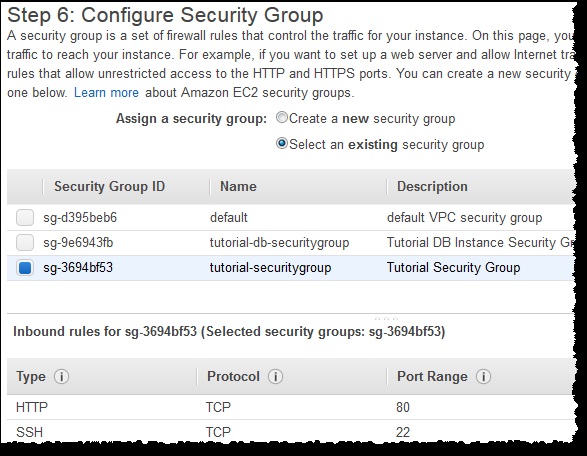 Step 6: Configure Security Group
A security group is a set of firewall rules that control the traffic for your instance. On this page, you
traffic to reach your instance. For example, if you want to set up a web server and allow Internet tra
rules that allow unrestricted access to the HTTP and HTTPS ports. You can create a new security
one below. Learn more about Amazon EC2 security groups.
Assign a security group: Create a new security group
Select an existing security group
Security Group ID Name Description
sg-d395beb6 default default VPC security group
sg-9e6943fb tutorial-db-securitygroup Tutorial DB Instance Security G
sg-3694bf53 tutorial-securitygroup Tutorial Security Group
Inbound rules for sg-3694bf53 (Selected security groups: sg-3694bf53)
Type i Protocol i Port Range i
HTTP TCP 80
SSH TCP 22